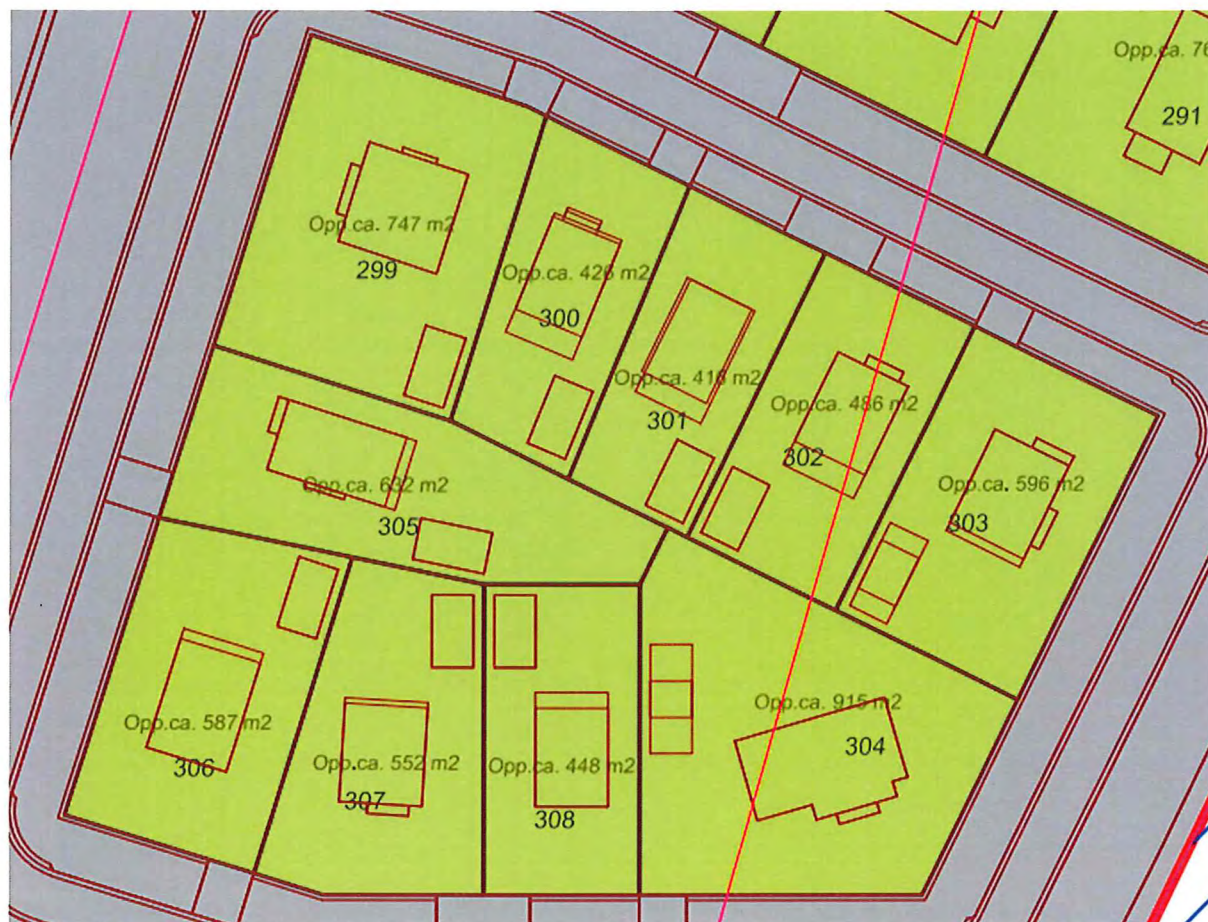 Opp.ca. 76
291
Opp.ca. 747 m2
299
Opp.ca. 426 m2
300
Opp.ca. 418 m2
301
Opp.ca. 486 m2
302
Opp.ca. 596 m2
303
Opp.ca. 632 m2
305
Opp.ca. 587 m2
306
Opp.ca. 552 m2
307
Opp.ca. 448 m2
308
Opp.ca. 915 m2
304